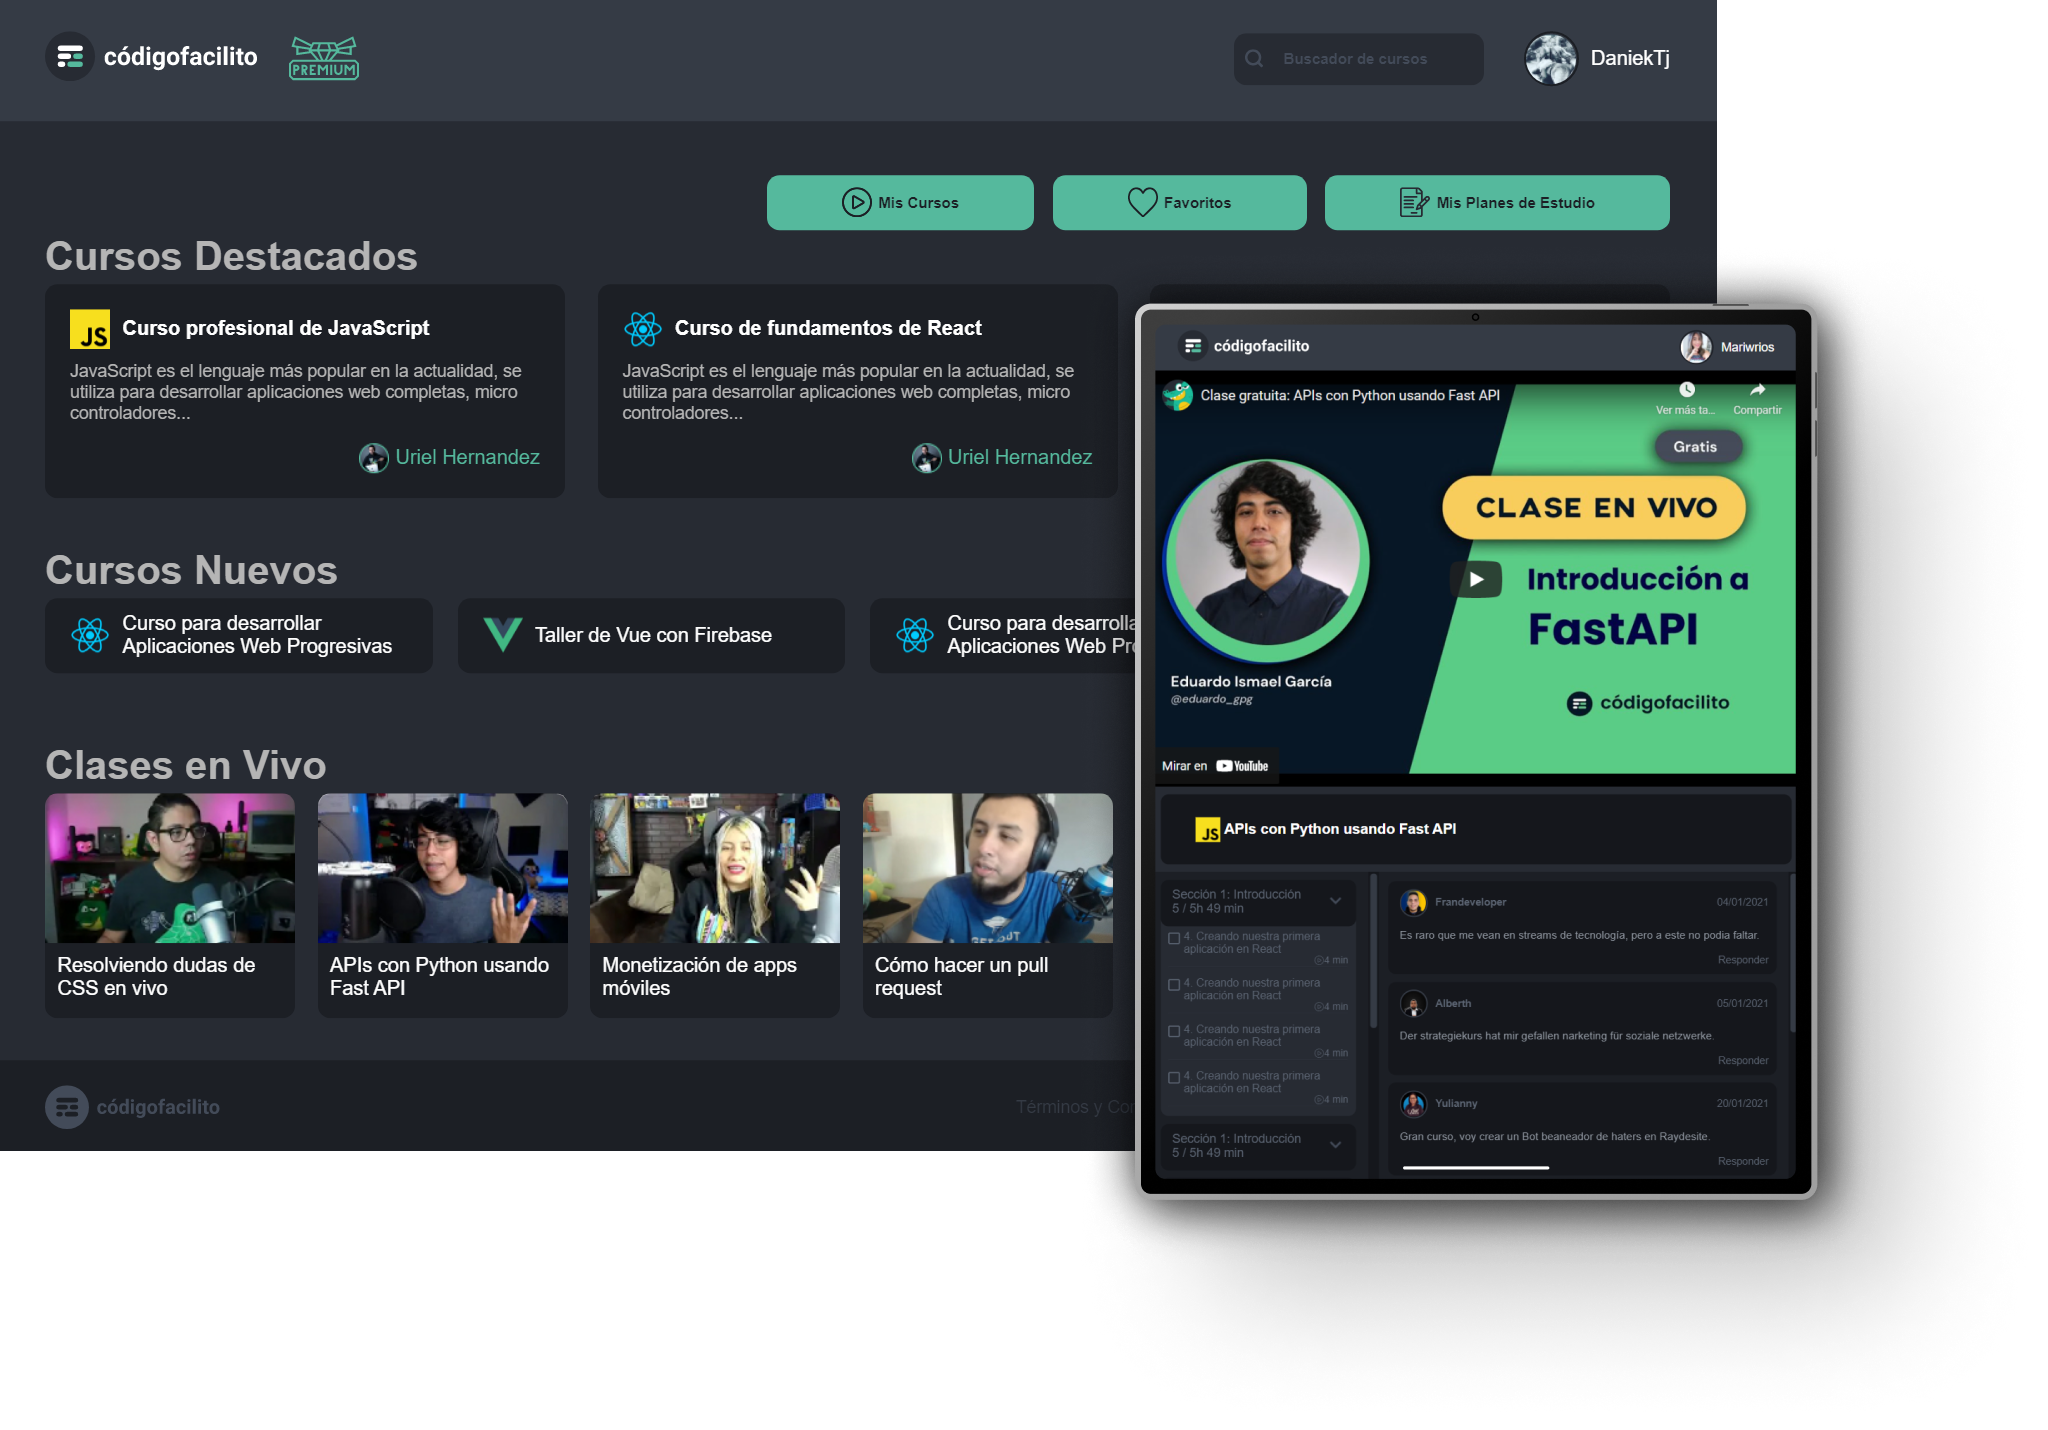 códigofacilito
PREMIUM
Buscador de cursos
DaniekTj
Mis Cursos
Favoritos
Mis Planes de Estudio
Cursos Destacados
JS
Curso profesional de JavaScript
JavaScript es el lenguaje más popular en la actualidad, se
utiliza para desarrollar aplicaciones web completas, micro
controladores...
Uriel Hernandez
Curso de fundamentos de React
JavaScript es el lenguaje más popular en la actualidad, se
utiliza para desarrollar aplicaciones web completas, micro
controladores...
Uriel Hernandez
Cursos Nuevos
Curso para desarrollar
Aplicaciones Web Progresivas
Taller de Vue con Firebase
Curso para desarrolla
Aplicaciones Web Pro
Clases en Vivo
Resolviendo dudas de
CSS en vivo
APIs con Python usando
Fast API
Monetización de apps
móviles
Cómo hacer un pull
request
códigofacilito
Términos y Con
códigofacilito
Mariwrios
Clase gratuita: APIs con Python usando Fast API
Ver más ta...
Compartir
Gratis
CLASE EN VIVO
Introducción a
FastAPI
Eduardo Ismael García
@eduardo_gpg
códigofacilito
Mirar en YouTube
JS
APIs con Python usando Fast API
Sección 1: Introducción
5 / 5h 49 min
4. Creando nuestra primera
aplicación en React
4 min
4. Creando nuestra primera
aplicación en React
4 min
4. Creando nuestra primera
aplicación en React
4 min
4. Creando nuestra primera
aplicación en React
4 min
Sección 1: Introducción
5 / 5h 49 min
Frandeveloper
04/01/2021
Es raro que me vean en streams de tecnología, pero a este no podia faltar.
Responder
Alberth
05/01/2021
Der strategiekurs hat mir gefallen marketing für soziale netzwerke.
Responder
Yulianny
20/01/2021
Gran curso, voy crear un Bot beaneador de haters en Raydesite.
Responder